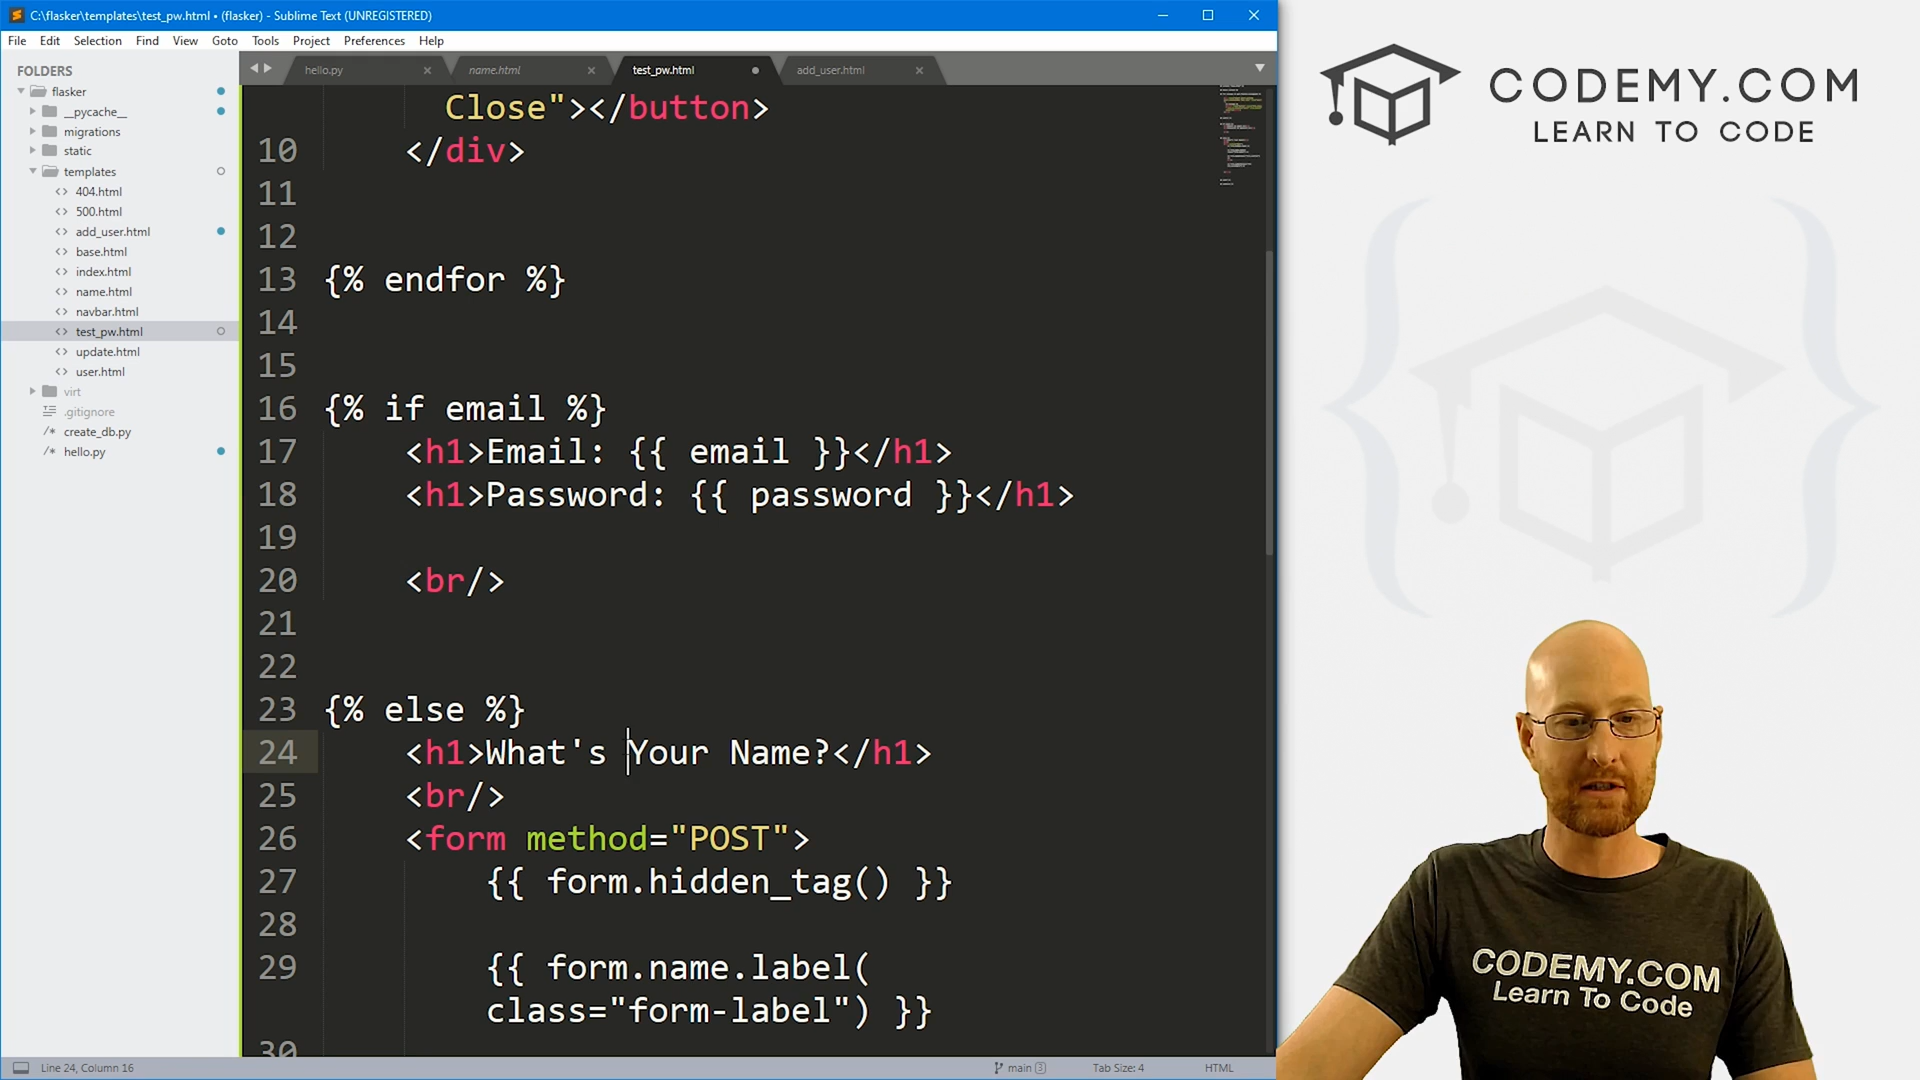 C:\flasker\templates\test_pw.html • (flasker) - Sublime Text (UNREGISTERED)
File Edit Selection Find View Goto Tools Project Preferences Help
FOLDERS
flasker
__pycache__
migrations
static
templates
404.html
500.html
add_user.html
base.html
index.html
name.html
navbar.html
test_pw.html
update.html
user.html
virt
.gitignore
create_db.py
hello.py
hello.py name.html test_pw.html add_user.html
Close"></button>
10 </div>
11
12
13 {% endfor %}
14
15
16 {% if email %}
17 <h1>Email: {{ email }}</h1>
18 <h1>Password: {{ password }}</h1>
19
20 <br/>
21
22
23 {% else %}
24 <h1>What's Your Name?</h1>
25 <br/>
26 <form method="POST">
27 {{ form.hidden_tag() }}
28
29 {{ form.name.label(
class="form-label") }}
30
Line 24, Column 16
main 3
Tab Size: 4
HTML
CODEMY.COM
LEARN TO CODE
CODEMY.COM
Learn To Code